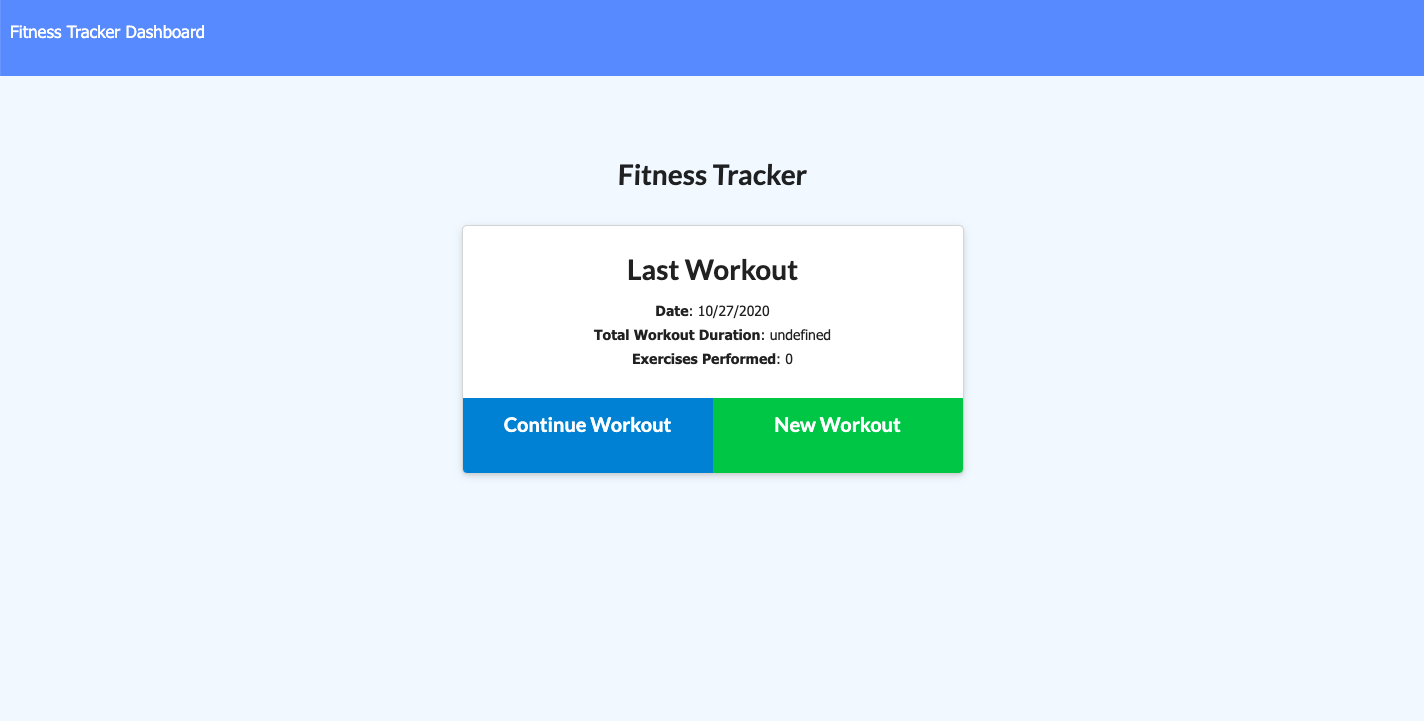 Fitness Tracker Dashboard
Fitness Tracker
Last Workout
Date: 10/27/2020
Total Workout Duration: undefined
Exercises Performed: 0
Continue Workout New Workout